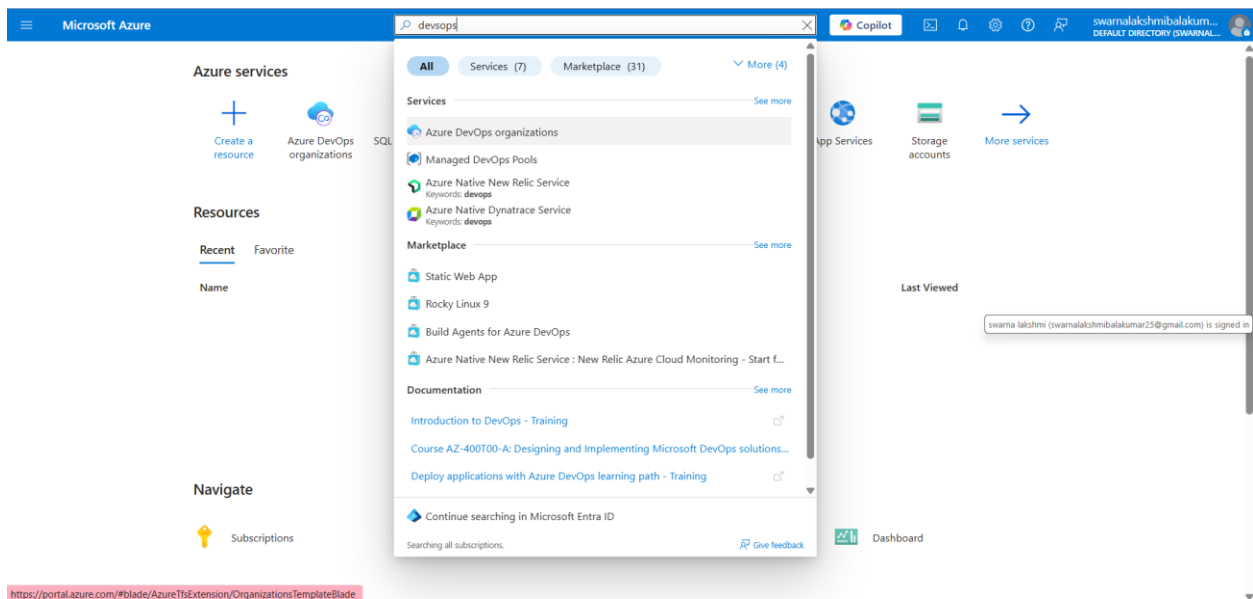 Microsoft Azure
devsops
Copilot
swarnalakshmibalakum...
DEFAULT DIRECTORY (SWARNAL...
Azure services
Create a resource
Azure DevOps organizations
SQL
App Services
Storage accounts
More services
All
Services (7)
Marketplace (31)
More (4)
Services
See more
Azure DevOps organizations
Managed DevOps Pools
Azure Native New Relic Service
Keywords: devops
Azure Native Dynatrace Service
Keywords: devops
Marketplace
See more
Static Web App
Rocky Linux 9
Build Agents for Azure DevOps
Azure Native New Relic Service : New Relic Azure Cloud Monitoring - Start f...
Documentation
See more
Introduction to DevOps - Training
Course AZ-400T00-A: Designing and Implementing Microsoft DevOps solutions...
Deploy applications with Azure DevOps learning path - Training
Continue searching in Microsoft Entra ID
Searching all subscriptions.
Give feedback
Resources
Recent
Favorite
Name
Last Viewed
swarna lakshmi (swarnalakshmibalakumar25@gmail.com) is signed in
Navigate
Subscriptions
Dashboard
https://portal.azure.com/#blade/AzureTfsExtension/OrganizationsTemplateBlade